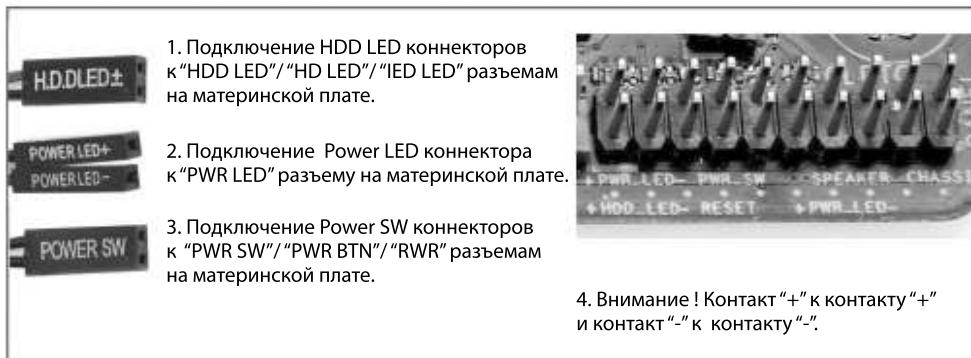 H.D.DLED±
1. Подключение HDD LED коннекторов
к “HDD LED”/ “HD LED”/ “IED LED” разъемам
на материнской плате.
POWER LED+
POWER LED-
2. Подключение Power LED коннектора
к “PWR LED” разъему на материнской плате.
POWER SW
3. Подключение Power SW коннекторов
к “PWR SW”/ “PWR BTN”/ “RWR” разъемам
на материнской плате.
+PWR_LED- PWR_SW SPEAKER CHASSI
+HDD_LED- RESET +PWR_LED-
4. Внимание ! Контакт “+” к контакту “+”
и контакт “-” к контакту “-”.